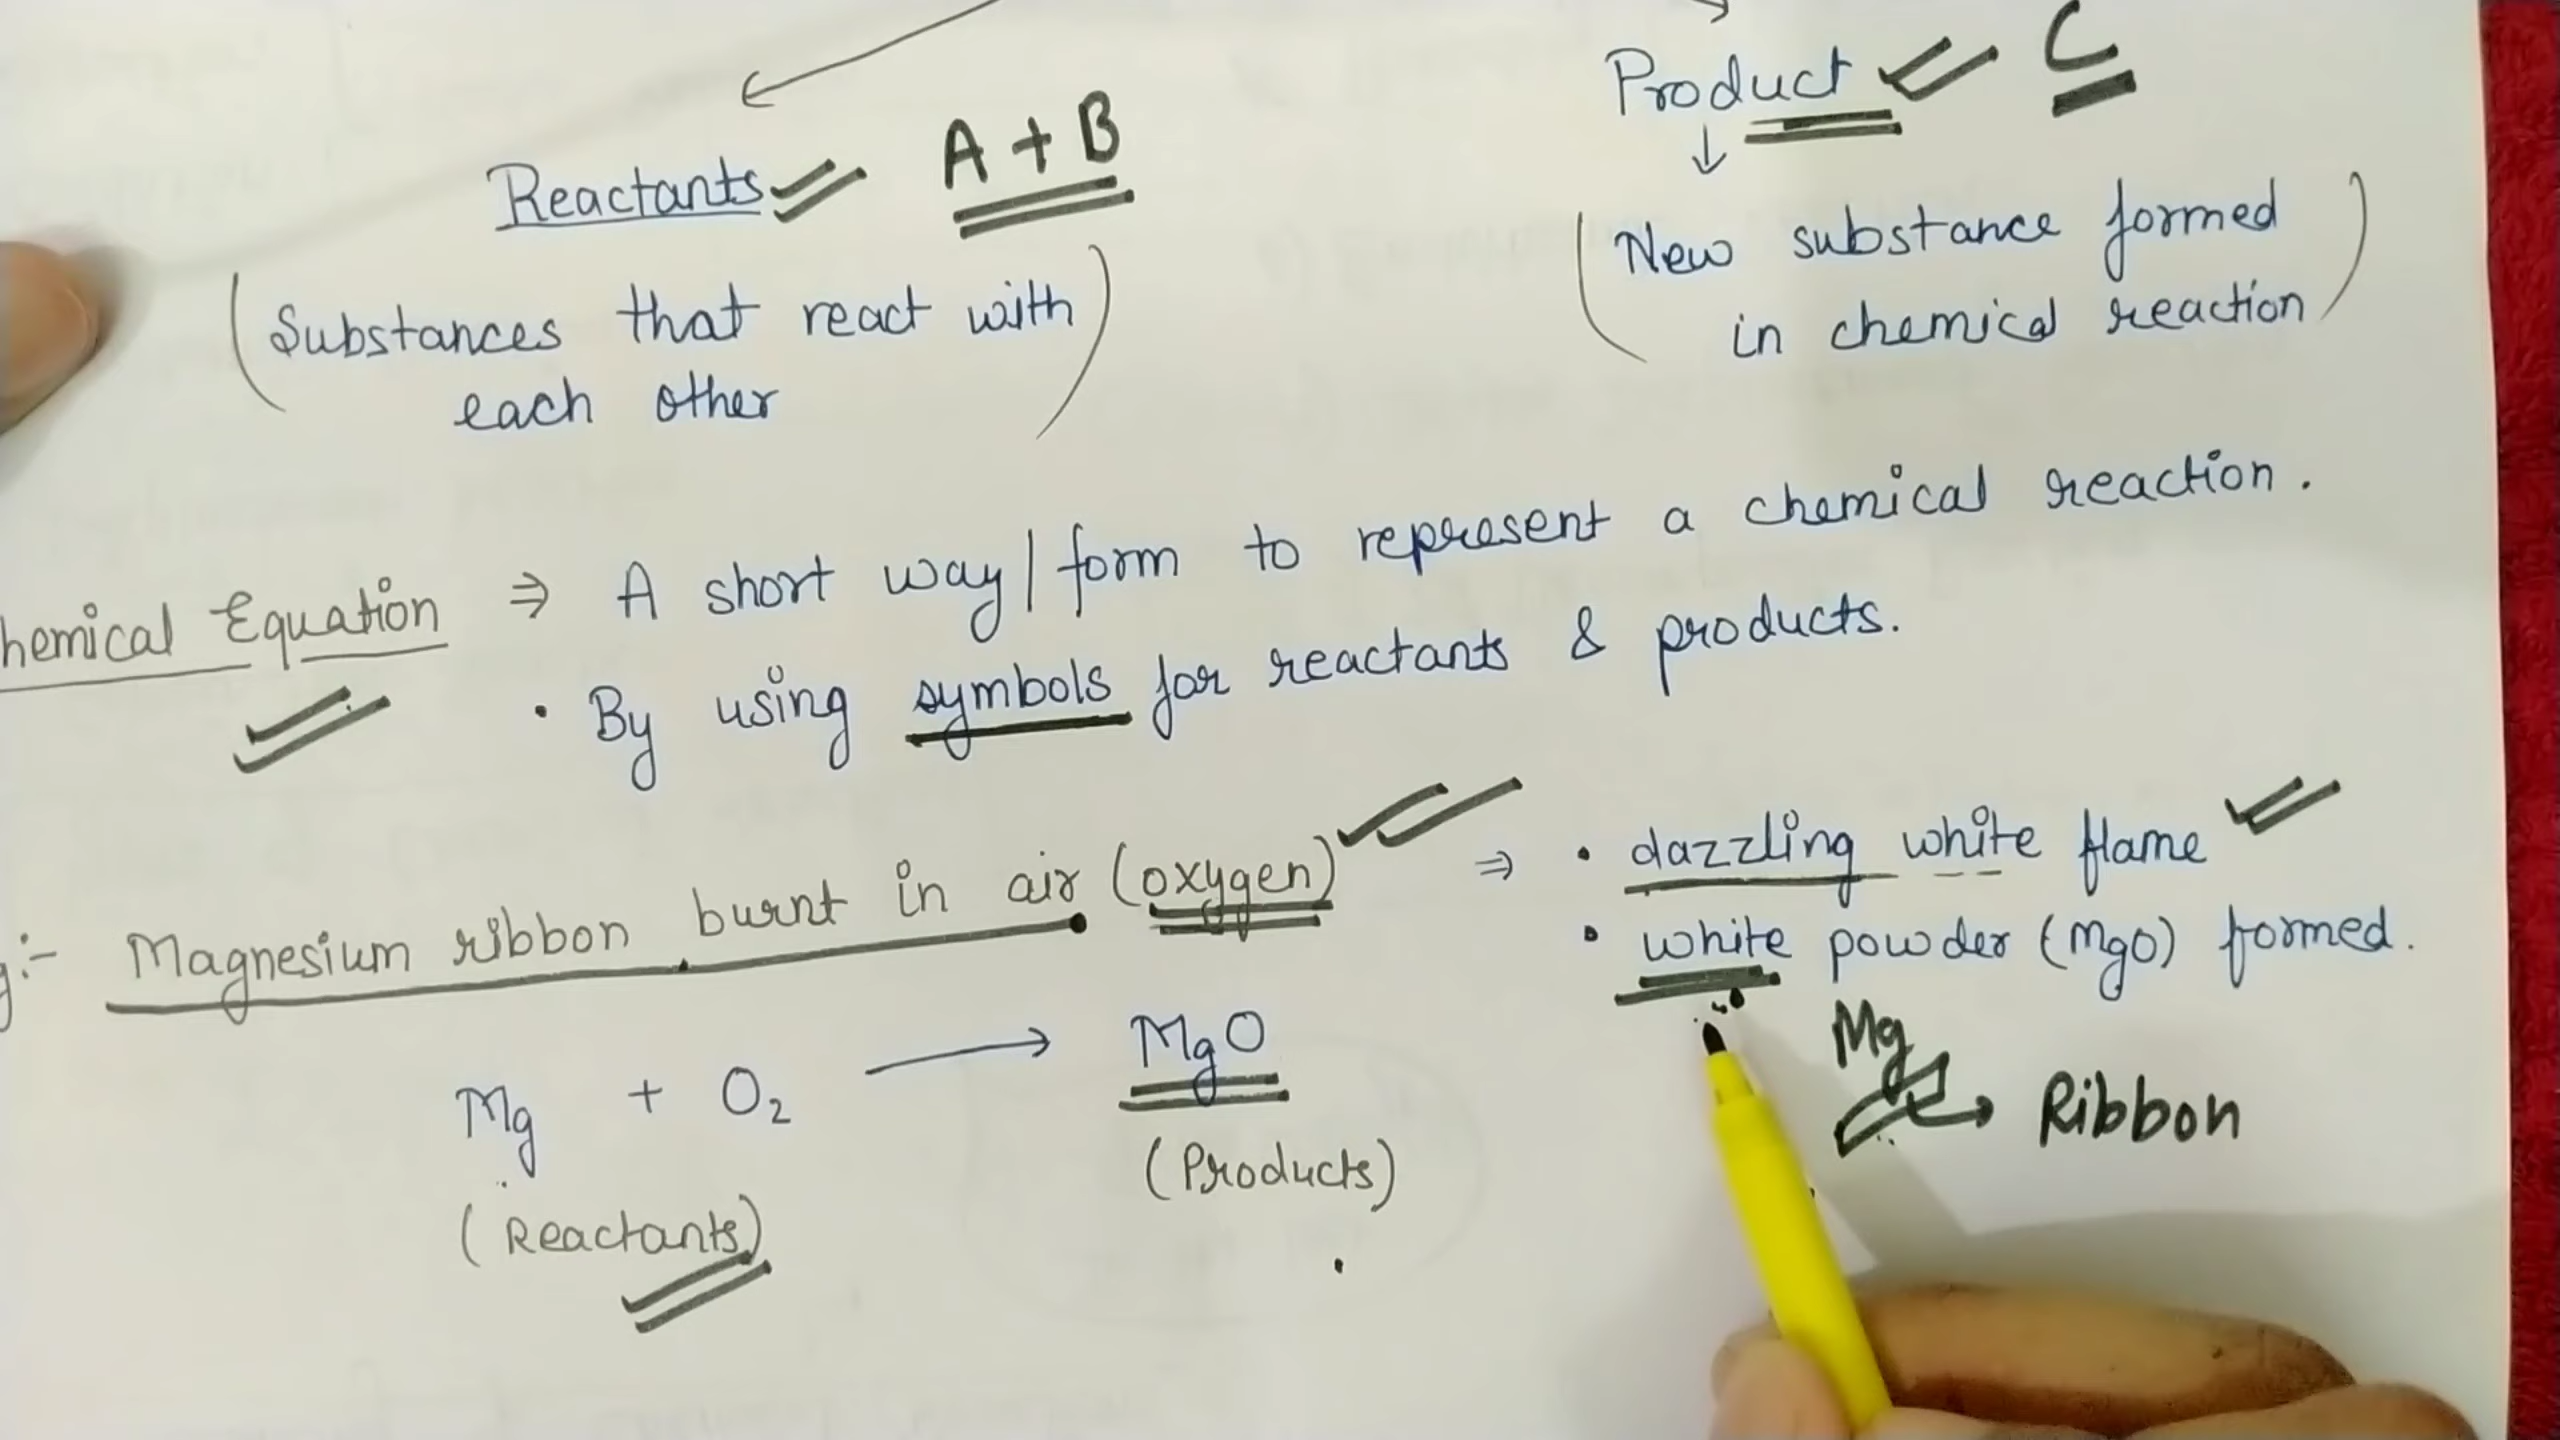 Reactants A + B
(Substances that react with
each other)
Product C
(New substance formed
in chemical reaction)
hemical Equation ⇒ A short way/form to represent a chemical reaction.
• By using symbols for reactants & products.
g:- Magnesium ribbon burnt in air (oxygen) ⇒ • dazzling white flame
• white powder (MgO) formed.
Mg + O₂ → MgO
(Reactants) (Products)
Mg
→ Ribbon